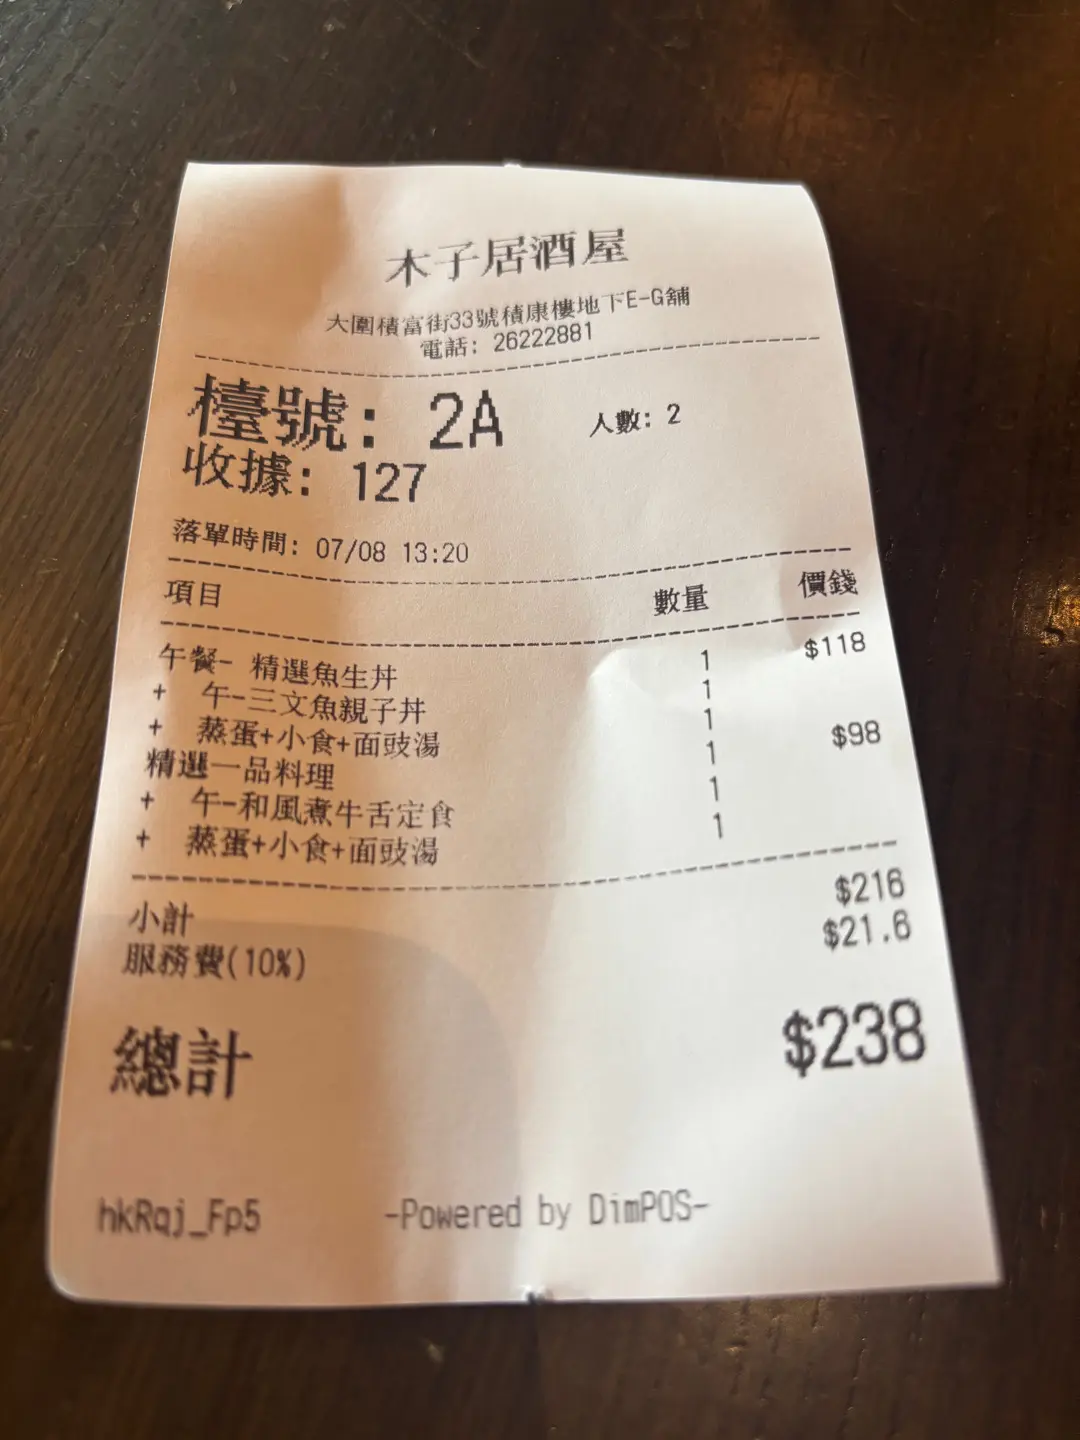 木子居酒屋
大圍積富街33號積康樓地下E-G舖
電話: 26222881
檯號: 2A 人數: 2
收據: 127
落單時間: 07/08 13:20
項目 數量 價錢
午餐- 精選魚生丼 1 $118
+ 午-三文魚親子丼 1
+ 蒸蛋+小食+面豉湯 1
精選一品料理 1 $98
+ 午-和風煮牛舌定食 1
+ 蒸蛋+小食+面豉湯 1
小計 $216
服務費(10%) $21.6
總計 $238
hkRqj_Fp5 -Powered by DimPOS-